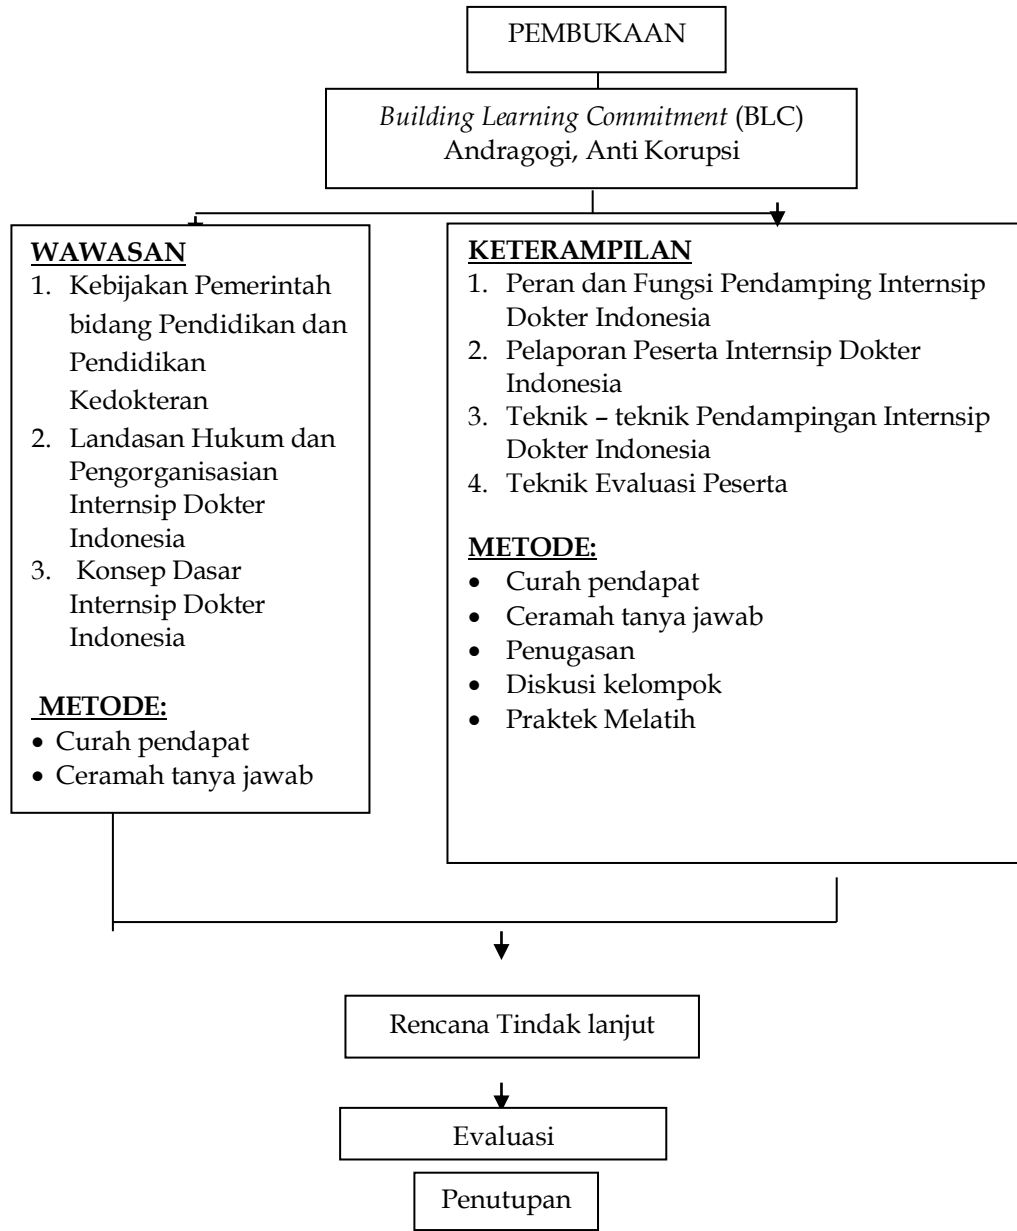 PEMBUKAAN
Building Learning Commitment (BLC)
Andragogi, Anti Korupsi
WAWASAN
1. Kebijakan Pemerintah
bidang Pendidikan dan
Pendidikan
Kedokteran
2. Landasan Hukum dan
Pengorganisasian
Internsip Dokter
Indonesia
3. Konsep Dasar
Internsip Dokter
Indonesia
METODE:
• Curah pendapat
• Ceramah tanya jawab
KETERAMPILAN
1. Peran dan Fungsi Pendamping Internsip
Dokter Indonesia
2. Pelaporan Peserta Internsip Dokter
Indonesia
3. Teknik – teknik Pendampingan Internsip
Dokter Indonesia
4. Teknik Evaluasi Peserta
METODE:
• Curah pendapat
• Ceramah tanya jawab
• Penugasan
• Diskusi kelompok
• Praktek Melatih
Rencana Tindak lanjut
Evaluasi
Penutupan